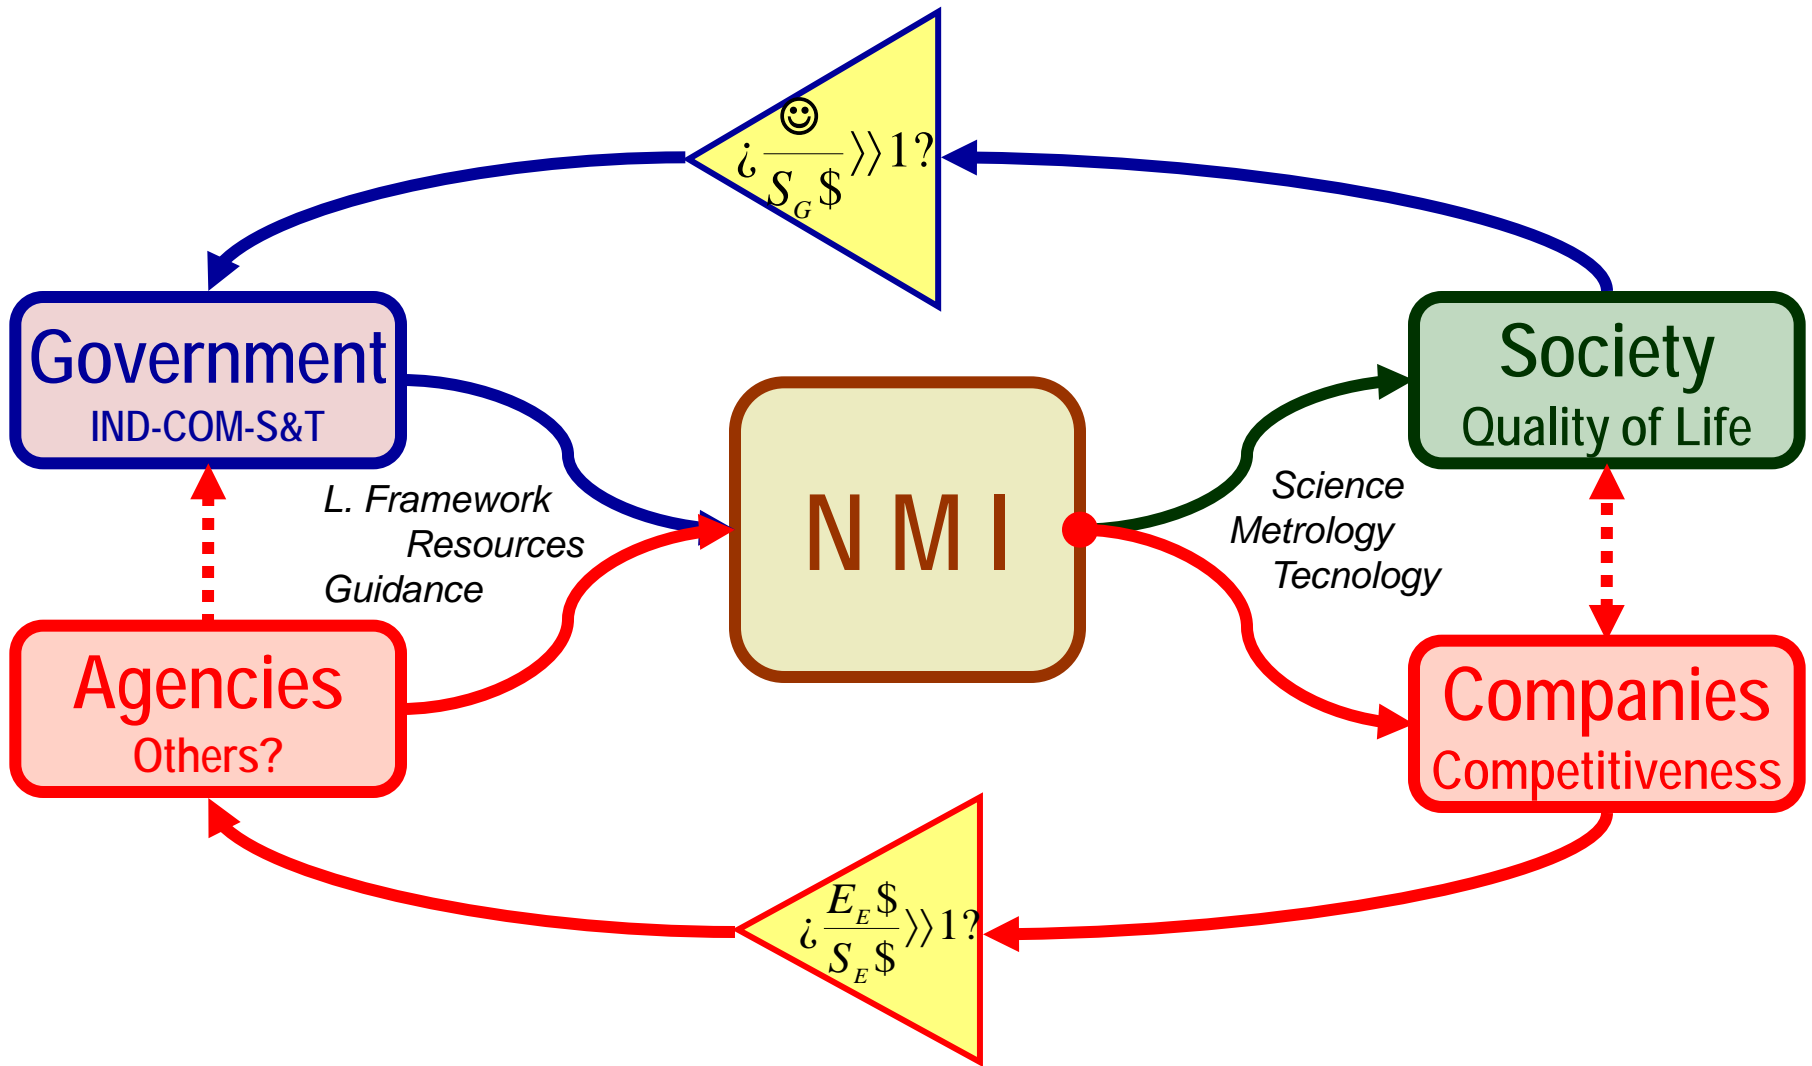 ¿ ☺ / S_G $ ⟩⟩ 1?
Government
IND-COM-S&T
Society
Quality of Life
L. Framework
Resources
Guidance
N M I
Science
Metrology
Tecnology
Agencies
Others?
Companies
Competitiveness
¿ E_E $ / S_E $ ⟩⟩ 1?